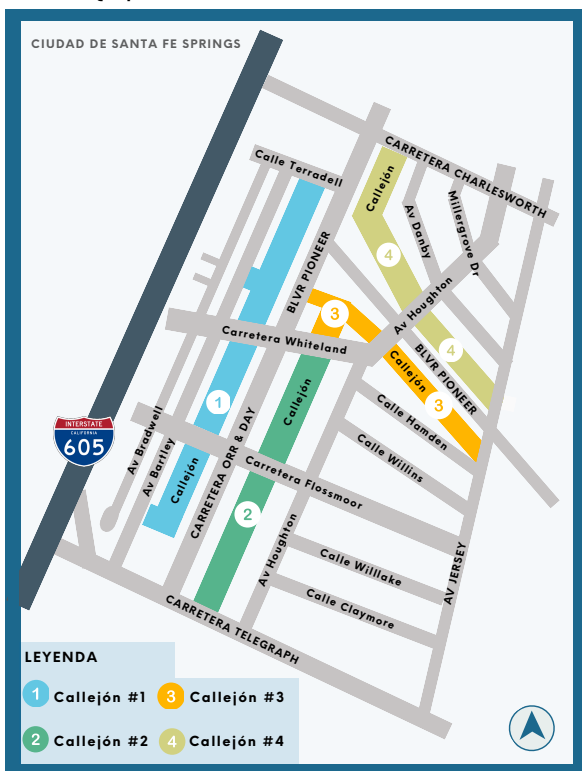 CIUDAD DE SANTA FE SPRINGS
CARRETERA CHARLESWORTH
Calle Terradell
Callejón
Av Danby
Millergrove Dr
4
BLVR PIONEER
3
Av Houghton
Carretera Whiteland
BLVR PIONEER
4
Callejón
3
Callejón
1
Calle Hamden
INTERSTATE
CALIFORNIA
605
Av Bradwell
Av Bartley
CARRETERA ORR & DAY
Calle Willins
Callejón
Carretera Flossmoor
2
Av Houghton
Calle Willake
AV JERSEY
Calle Claymore
CARRETERA TELEGRAPH
LEYENDA
1 Callejón #1
3 Callejón #3
2 Callejón #2
4 Callejón #4